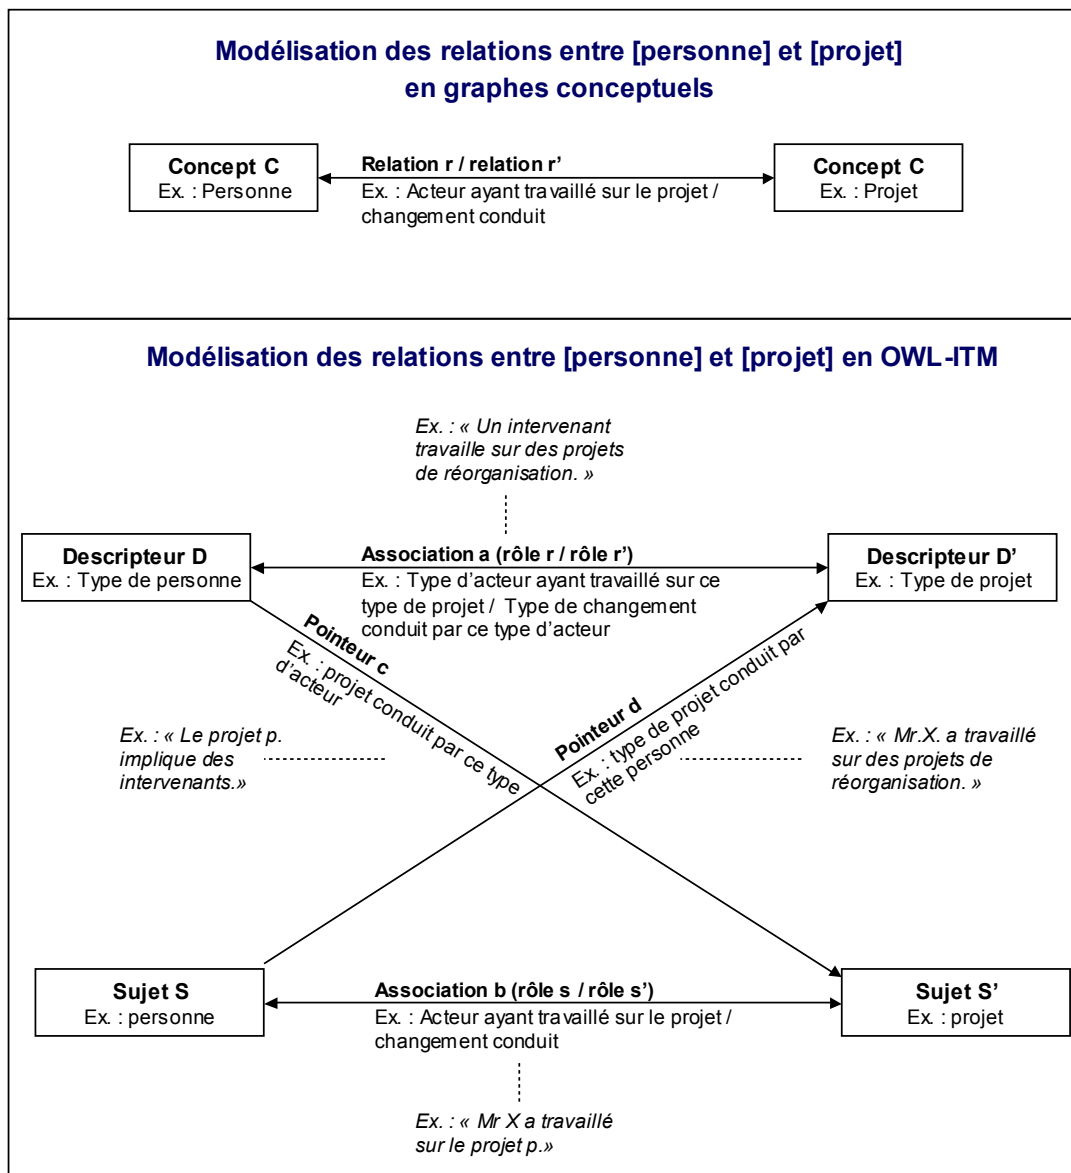 Modélisation des relations entre [personne] et [projet]
en graphes conceptuels
Concept C
Ex. : Personne
Relation r / relation r’
Ex. : Acteur ayant travaillé sur le projet /
changement conduit
Concept C
Ex. : Projet
Modélisation des relations entre [personne] et [projet] en OWL-ITM
Ex. : « Un intervenant
travaille sur des projets
de réorganisation. »
Descripteur D
Ex. : Type de personne
Association a (rôle r / rôle r’)
Ex. : Type d’acteur ayant travaillé sur ce
type de projet / Type de changement
conduit par ce type d’acteur
Descripteur D’
Ex. : Type de projet
Pointeur c
Ex. : projet conduit par ce type
d’acteur
Pointeur d
Ex. : type de projet conduit par
cette personne
Ex. : « Le projet p.
implique des
intervenants.»
Ex. : « Mr.X. a travaillé
sur des projets de
réorganisation. »
Sujet S
Ex. : personne
Association b (rôle s / rôle s’)
Ex. : Acteur ayant travaillé sur le projet /
changement conduit
Sujet S’
Ex. : projet
Ex. : « Mr X a travaillé
sur le projet p.»